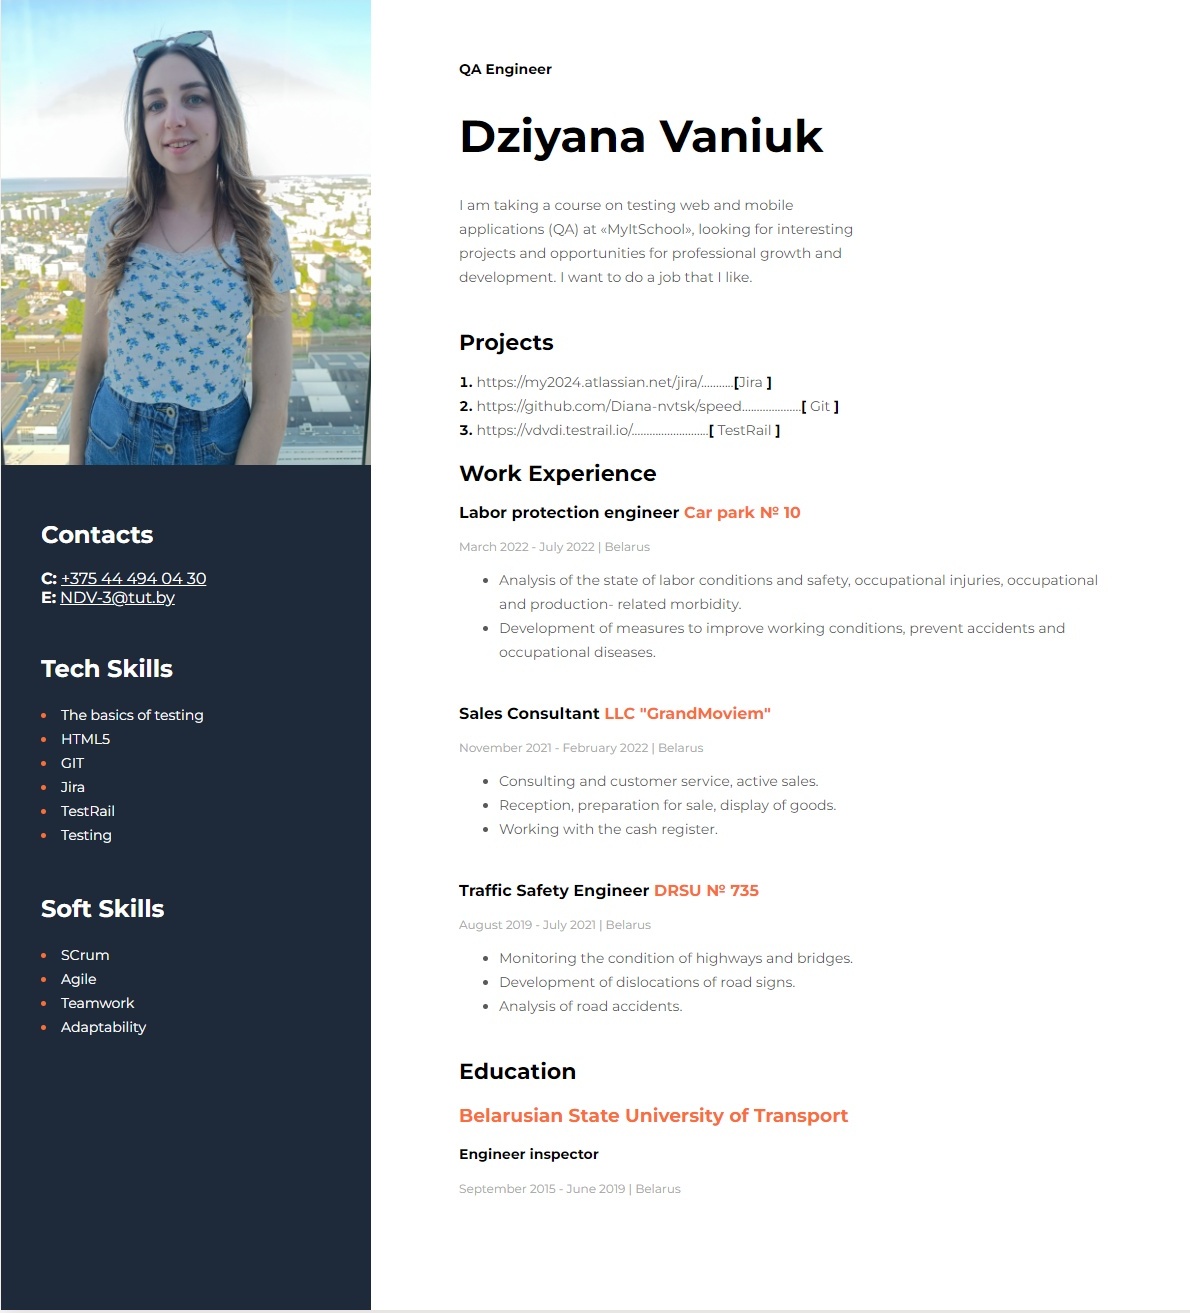 QA Engineer
Dziyana Vaniuk
I am taking a course on testing web and mobile
applications (QA) at «MyItSchool», looking for interesting
projects and opportunities for professional growth and
development. I want to do a job that I like.
Projects
1. https://my2024.atlassian.net/jira/...........[Jira ]
2. https://github.com/Diana-nvtsk/speed....................[ Git ]
3. https://vdvdi.testrail.io/..........................[ TestRail ]
Work Experience
Labor protection engineer Car park № 10
March 2022 - July 2022 | Belarus
• Analysis of the state of labor conditions and safety, occupational injuries, occupational
and production- related morbidity.
• Development of measures to improve working conditions, prevent accidents and
occupational diseases.
Sales Consultant LLC "GrandMoviem"
November 2021 - February 2022 | Belarus
• Consulting and customer service, active sales.
• Reception, preparation for sale, display of goods.
• Working with the cash register.
Traffic Safety Engineer DRSU № 735
August 2019 - July 2021 | Belarus
• Monitoring the condition of highways and bridges.
• Development of dislocations of road signs.
• Analysis of road accidents.
Education
Belarusian State University of Transport
Engineer inspector
September 2015 - June 2019 | Belarus
Contacts
C: +375 44 494 04 30
E: NDV-3@tut.by
Tech Skills
• The basics of testing
• HTML5
• GIT
• Jira
• TestRail
• Testing
Soft Skills
• SCrum
• Agile
• Teamwork
• Adaptability